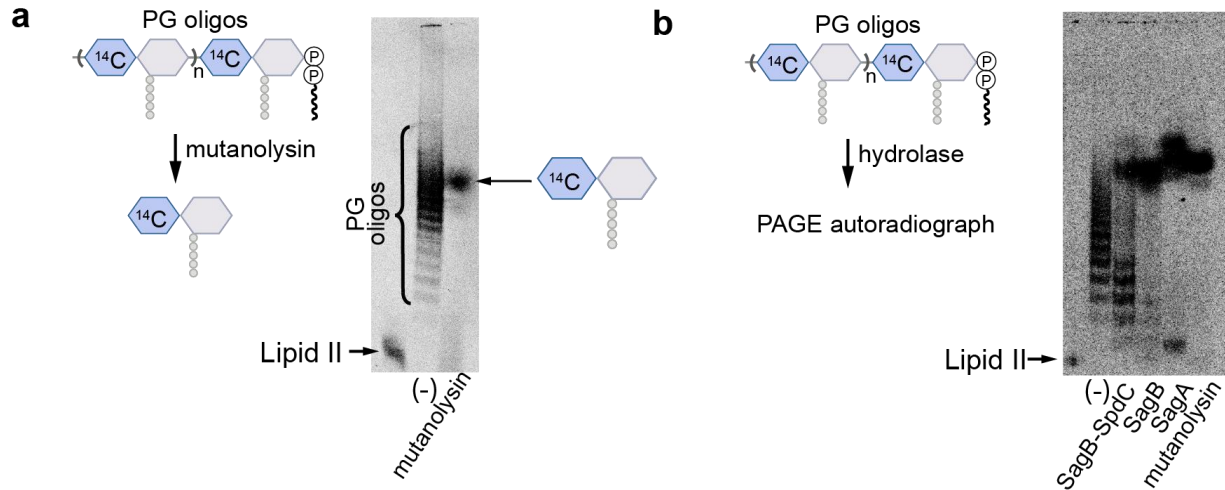 a
PG oligos
14C
14C
n
P
P
mutanolysin
14C
PG
oligos
14C
Lipid II
(-)
mutanolysin
b
PG oligos
14C
14C
n
P
P
hydrolase
PAGE autoradiograph
Lipid II
(-)
SagB-SpdC
SagB
SagA
mutanolysin